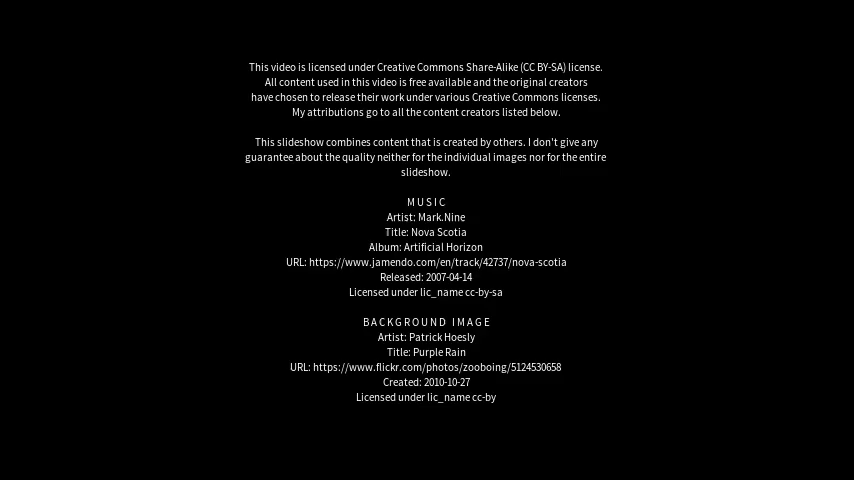 This video is licensed under Creative Commons Share-Alike (CC BY-SA) license.
All content used in this video is free available and the original creators
have chosen to release their work under various Creative Commons licenses.
My attributions go to all the content creators listed below.
This slideshow combines content that is created by others. I don't give any
guarantee about the quality neither for the individual images nor for the entire
slideshow.
MUSIC
Artist: Mark.Nine
Title: Nova Scotia
Album: Artificial Horizon
URL: https://www.jamendo.com/en/track/42737/nova-scotia
Released: 2007-04-14
Licensed under lic_name cc-by-sa
BACKGROUND IMAGE
Artist: Patrick Hoesly
Title: Purple Rain
URL: https://www.flickr.com/photos/zooboing/5124530658
Created: 2010-10-27
Licensed under lic_name cc-by